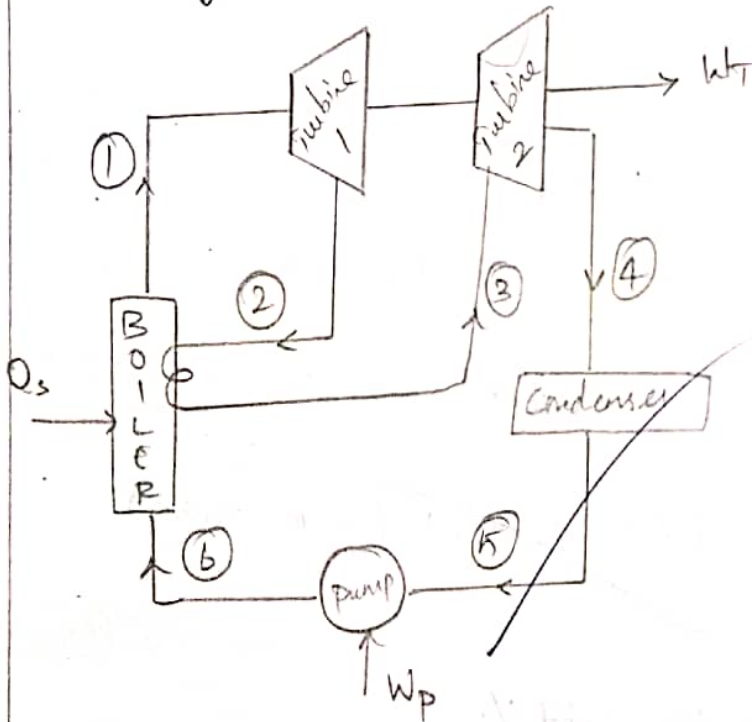 Turbine
1
Turbine
2
WT
①
②
③
④
BOILER
Qs
Condenser
⑥
⑤
pump
Wp